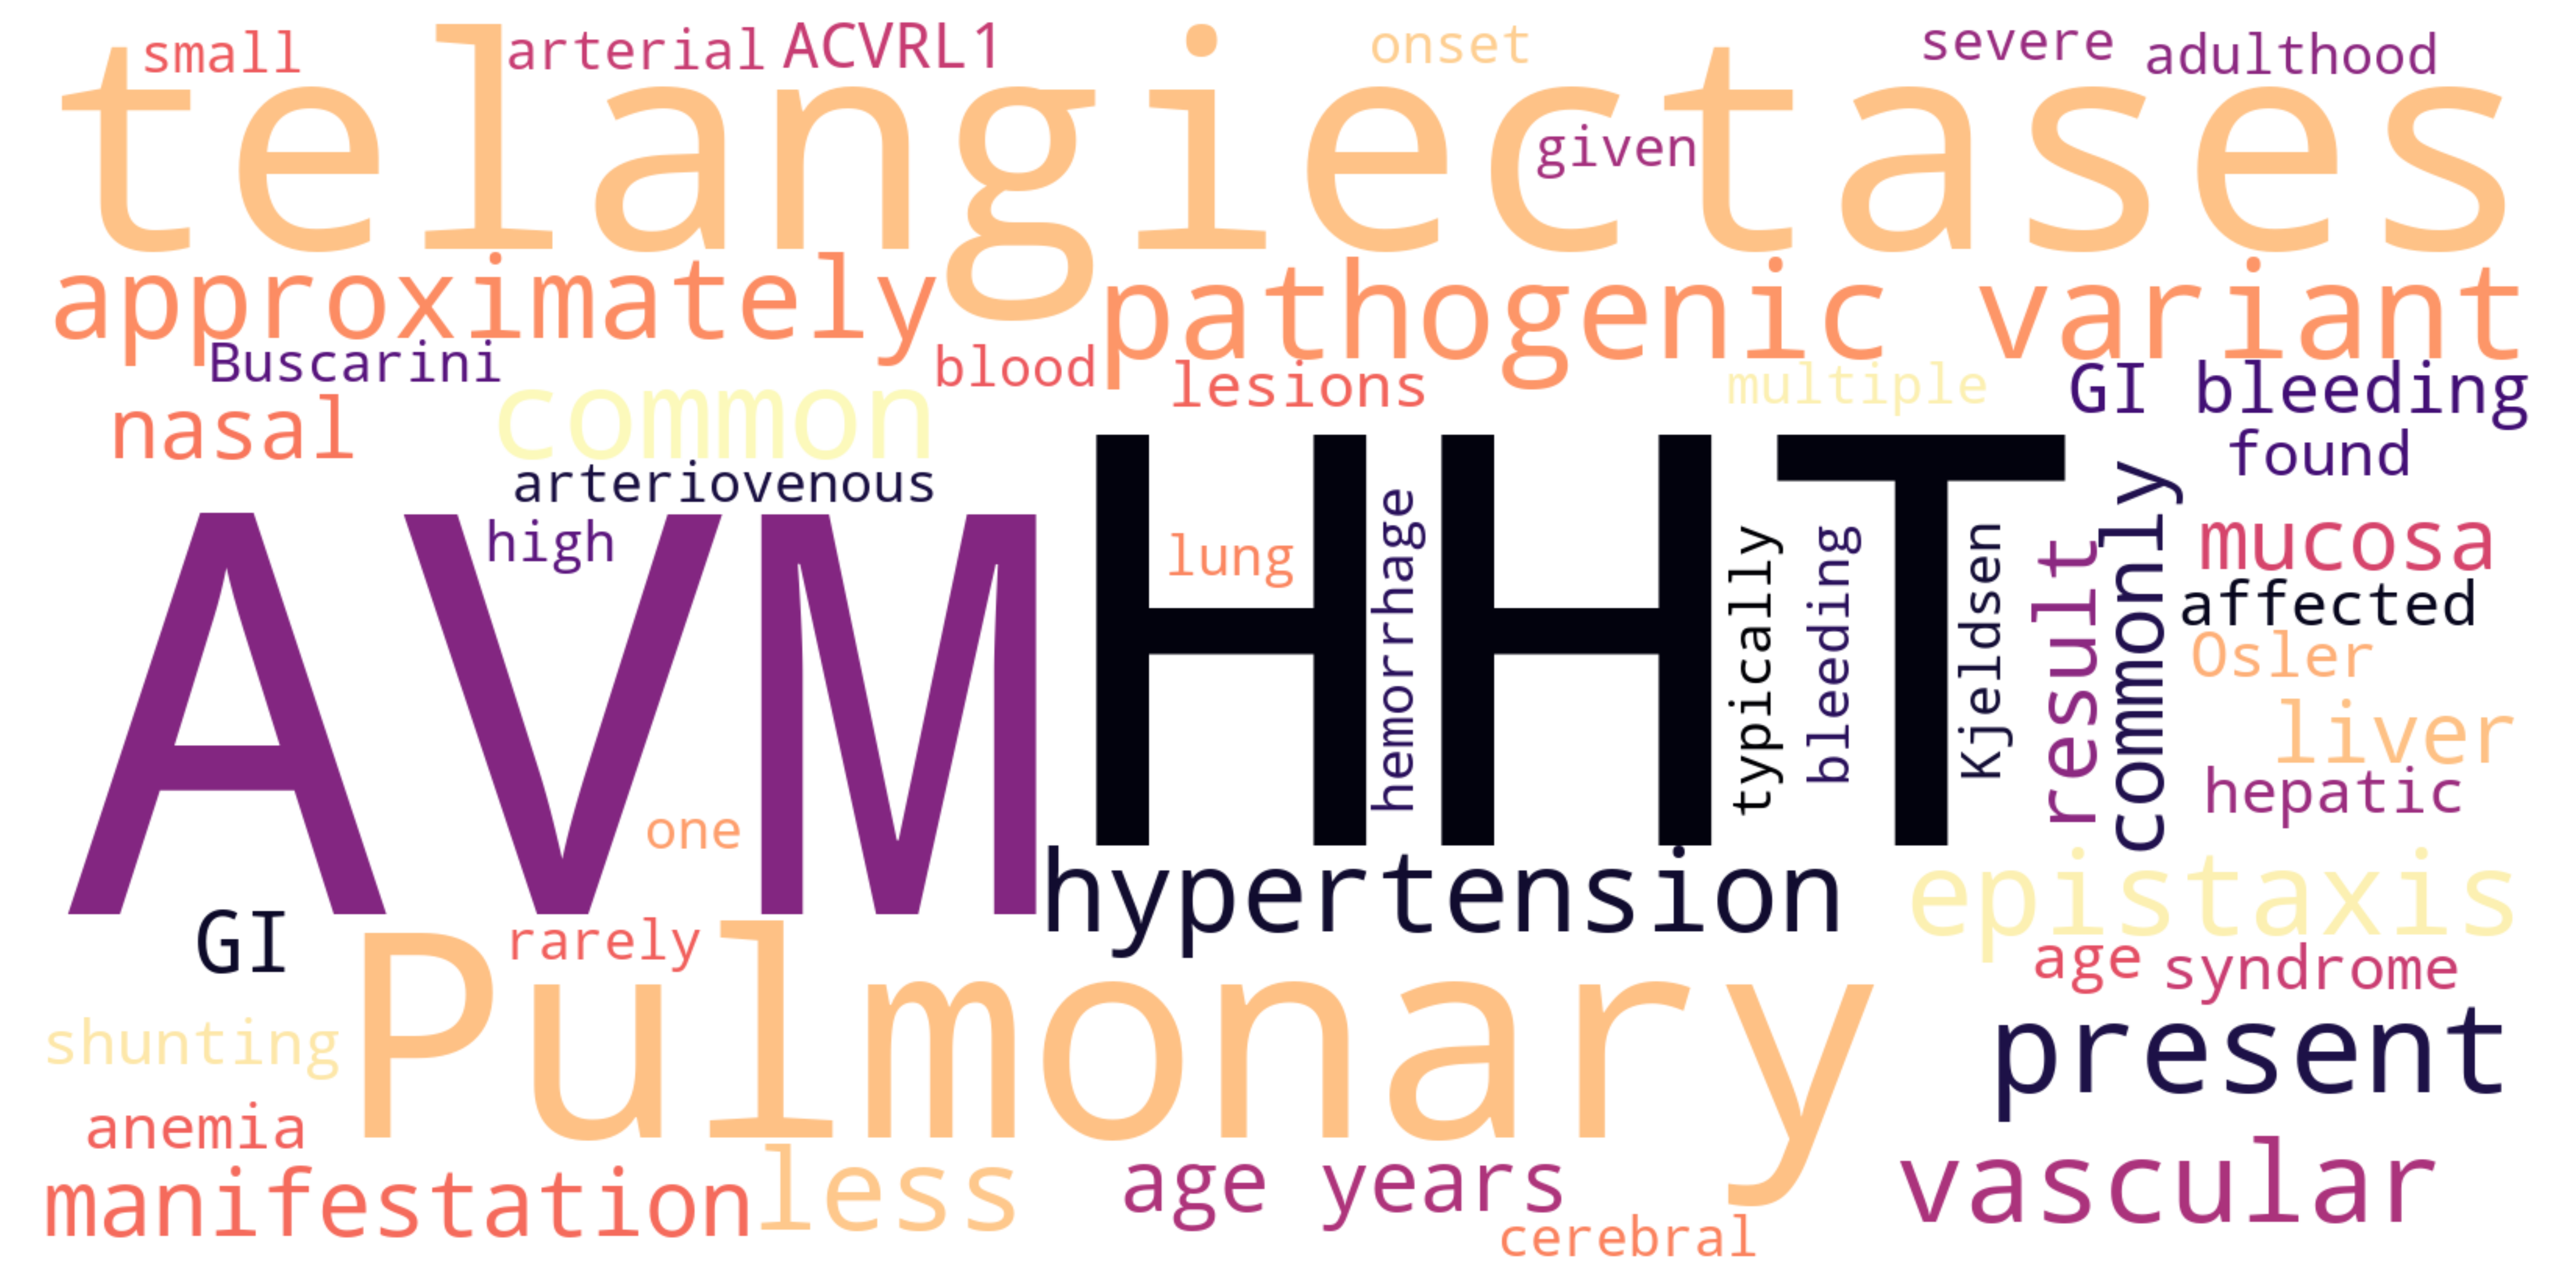 small arterial ACVRL1 onset severe adulthood
telangiectases
given
approximately pathogenic variant
Buscarini blood lesions multiple GI bleeding
nasal common found
arteriovenous
AVM HHT
high lung hemorrhage typically bleeding Kjeldsen result commonly mucosa
affected
Osler
liver
hepatic
one
hypertension epistaxis
GI rarely age syndrome
Pulmonary
shunting present
anemia
manifestation less age years vascular
cerebral